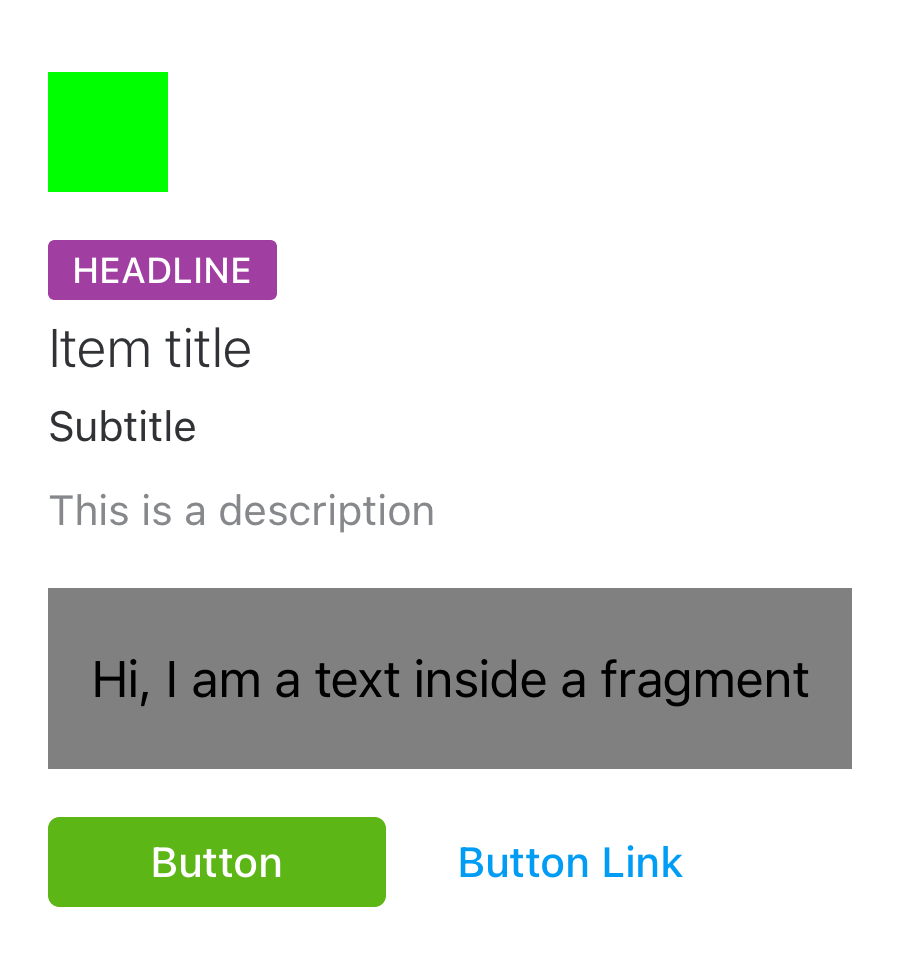 HEADLINE
Item title
Subtitle
This is a description
Hi, I am a text inside a fragment
Button
Button Link